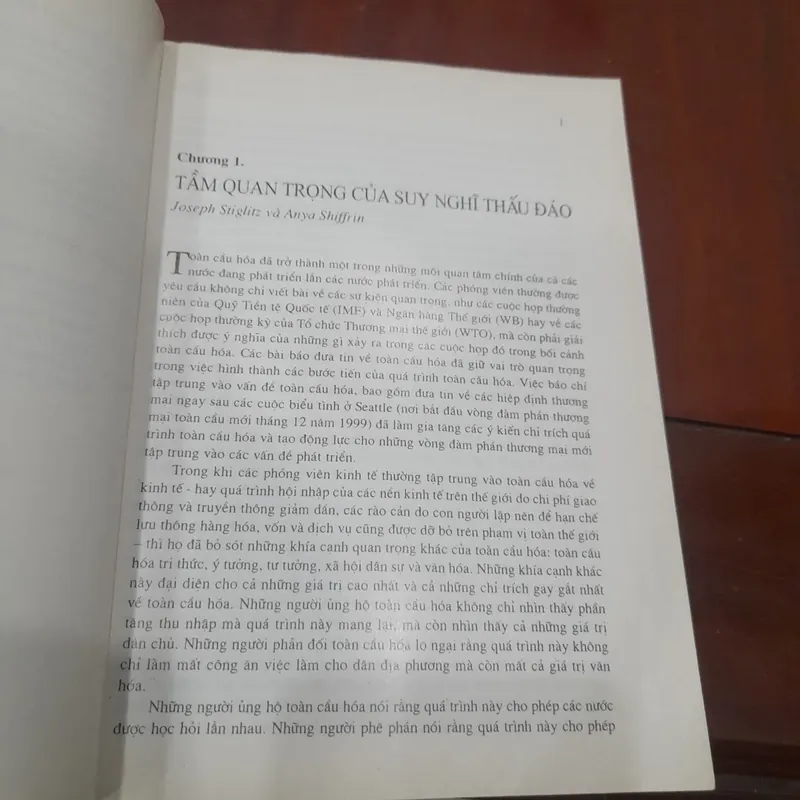 1
Chương 1.
TẦM QUAN TRỌNG CỦA SUY NGHĨ THẤU ĐÁO
Joseph Stiglitz và Anya Shiffrin
Toàn cầu hóa đã trở thành một trong những mối quan tâm chính của cả các
nước đang phát triển lẫn các nước phát triển. Các phóng viên thường được
yêu cầu không chỉ viết bài về các sự kiện quan trọng, như các cuộc họp thường
niên của Quỹ Tiền tệ Quốc tế (IMF) và Ngân hàng Thế giới (WB) hay về các
cuộc họp thường kỳ của Tổ chức Thương mại thế giới (WTO), mà còn phải giải
thích được ý nghĩa của những gì xảy ra trong các cuộc họp đó trong bối cảnh
toàn cầu hóa. Các bài báo đưa tin về toàn cầu hóa đã giữ vai trò quan trọng
trong việc hình thành các bước tiến của quá trình toàn cầu hóa. Việc báo chí
tập trung vào vấn đề toàn cầu hóa, bao gồm đưa tin về các hiệp định thương
mại ngay sau các cuộc biểu tình ở Seattle (nơi bắt đầu vòng đàm phán thương
mại toàn cầu mới tháng 12 năm 1999) đã làm gia tăng các ý kiến chỉ trích quá
trình toàn cầu hóa và tạo động lực cho những vòng đàm phán thương mại mới
tập trung vào các vấn đề phát triển.
Trong khi các phóng viên kinh tế thường tập trung vào toàn cầu hóa về
kinh tế - hay quá trình hội nhập của các nền kinh tế trên thế giới do chi phí giao
thông và truyền thông giảm dần, các rào cản do con người lập nên để hạn chế
lưu thông hàng hóa, vốn và dịch vụ cũng được dỡ bỏ trên phạm vi toàn thế giới
– thì họ đã bỏ sót những khía cạnh quan trọng khác của toàn cầu hóa: toàn cầu
hóa tri thức, ý tưởng, tư tưởng, xã hội dân sự và văn hóa. Những khía cạnh khác
này đại diện cho cả những giá trị cao nhất và cả những chỉ trích gay gắt nhất
về toàn cầu hóa. Những người ủng hộ toàn cầu hóa không chỉ nhìn thấy phần
tăng thu nhập mà quá trình này mang lại, mà còn nhìn thấy cả những giá trị
dân chủ. Những người phản đối toàn cầu hóa lo ngại rằng quá trình này không
chỉ làm mất công ăn việc làm cho dân địa phương mà còn mất cả giá trị văn
hóa.
Những người ủng hộ toàn cầu hóa nói rằng quá trình này cho phép các nước
được học hỏi lẫn nhau. Những người phê phán nói rằng quá trình này cho phép